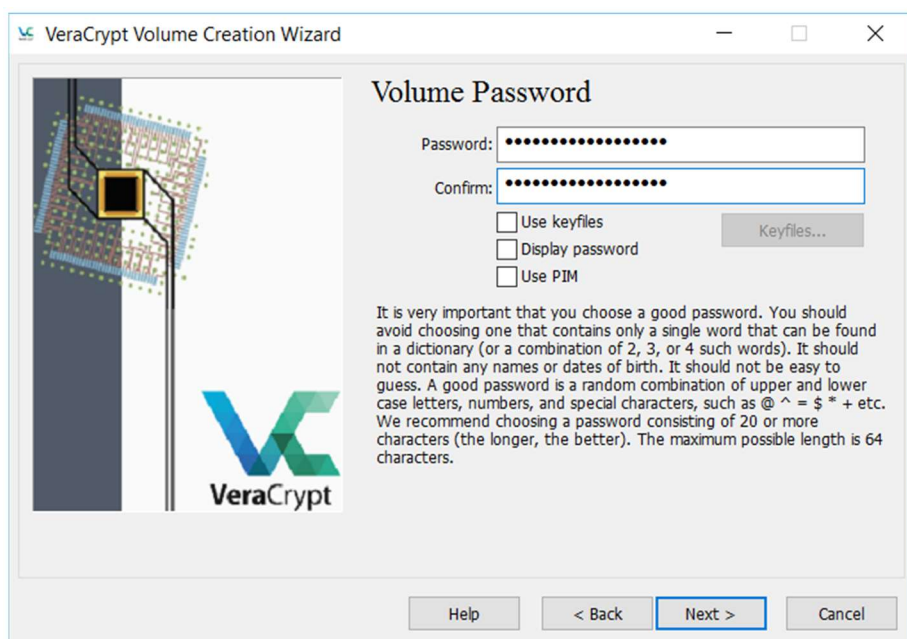 VeraCrypt Volume Creation Wizard
Volume Password
Password: ••••••••••••••••••
Confirm: ••••••••••••••••••
Use keyfiles
Keyfiles...
Display password
Use PIM
It is very important that you choose a good password. You should
avoid choosing one that contains only a single word that can be found
in a dictionary (or a combination of 2, 3, or 4 such words). It should
not contain any names or dates of birth. It should not be easy to
guess. A good password is a random combination of upper and lower
case letters, numbers, and special characters, such as @ ^ = $ * + etc.
We recommend choosing a password consisting of 20 or more
characters (the longer, the better). The maximum possible length is 64
characters.
VeraCrypt
Help < Back Next > Cancel